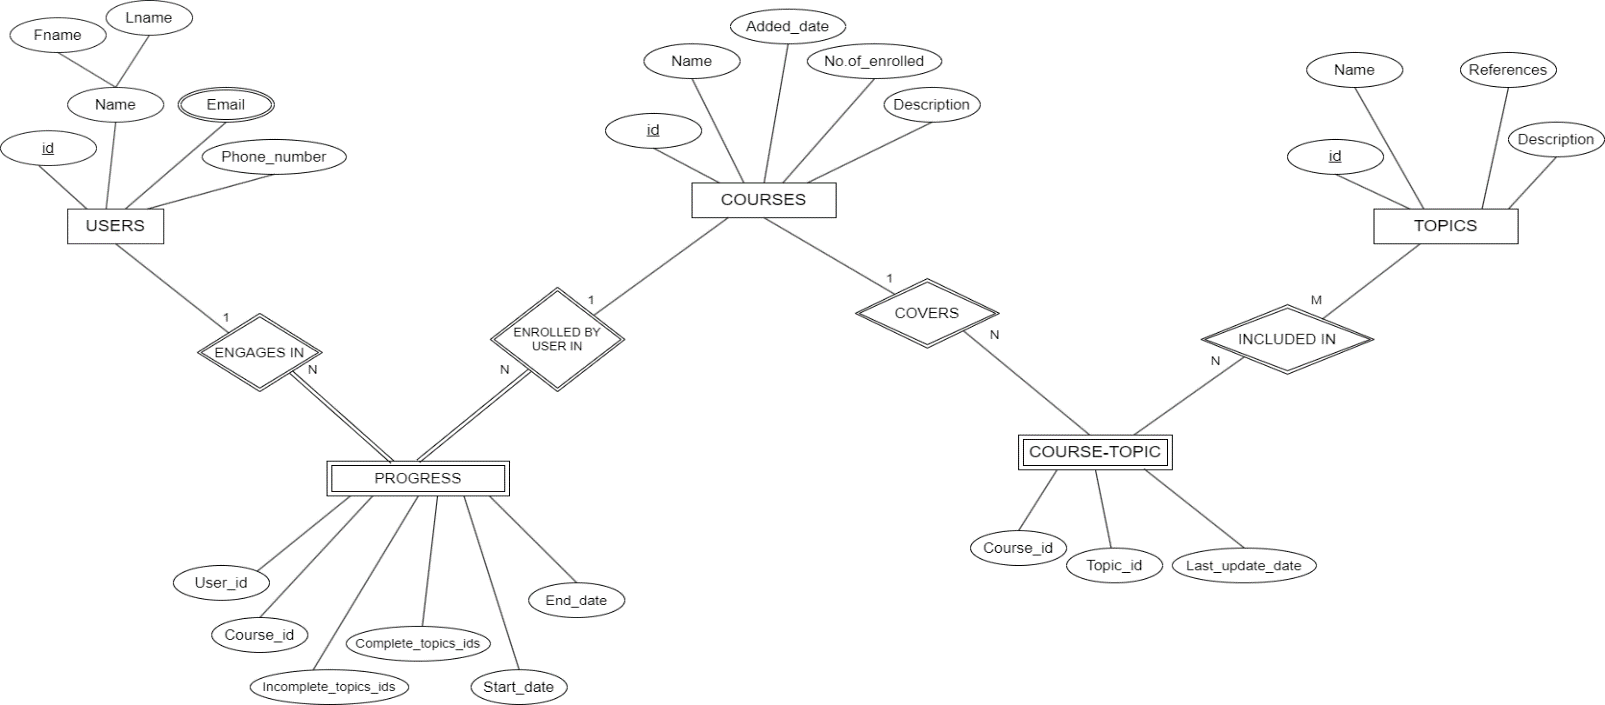 Fname
Lname
Name
Email
id
Phone_number
USERS
Added_date
Name
No.of_enrolled
Description
id
COURSES
Name
References
Description
id
TOPICS
1
ENGAGES IN
N
1
ENROLLED BY
USER IN
N
1
COVERS
N
M
INCLUDED IN
N
PROGRESS
User_id
Course_id
Incomplete_topics_ids
Complete_topics_ids
Start_date
End_date
COURSE-TOPIC
Course_id
Topic_id
Last_update_date